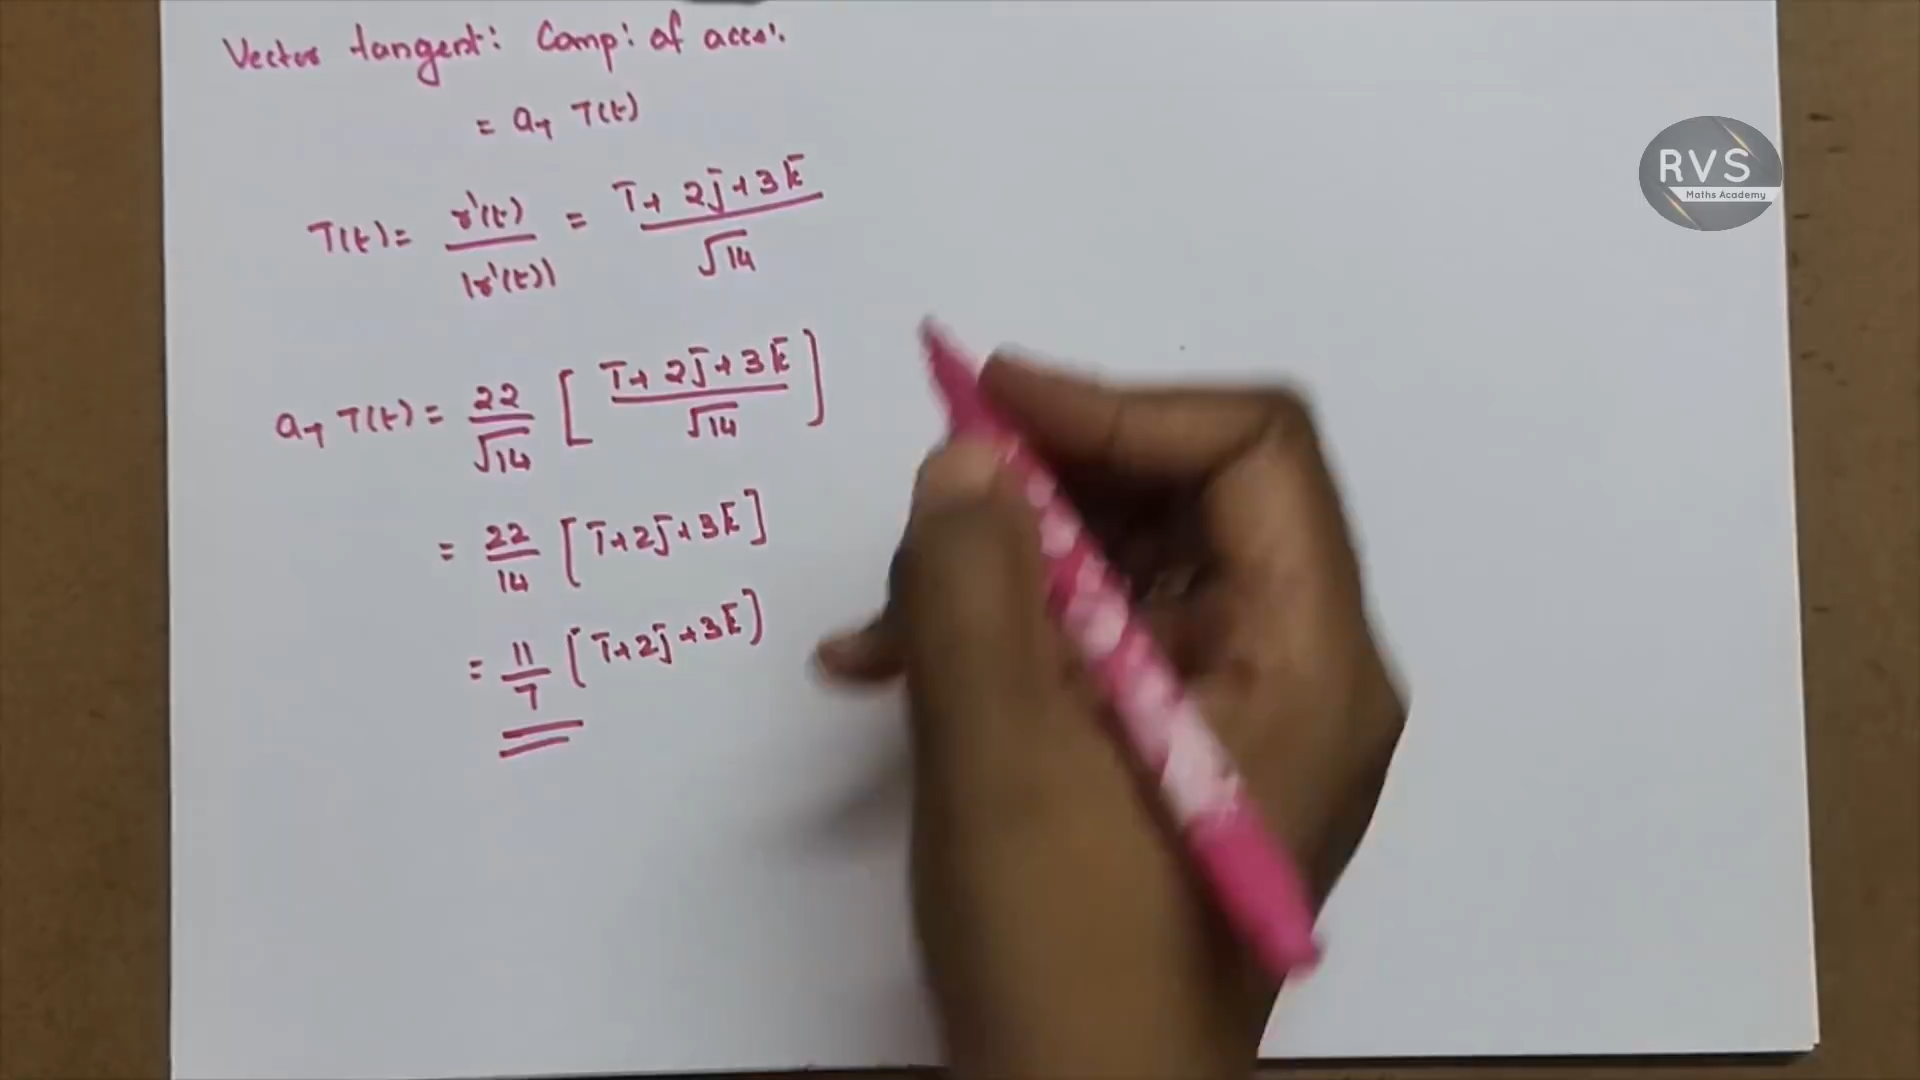 Vector tangent: Comp: of acc:
= a_T T(t)
T(t) = r'(t) / |r'(t)| = i̅ + 2j̅ + 3k̅ / √14
a_T T(t) = 22/√14 [ i̅ + 2j̅ + 3k̅ / √14 ]
= 22/14 [ i̅ + 2j̅ + 3k̅ ]
= 11/7 [ i̅ + 2j̅ + 3k̅ ]
RVS
Maths Academy